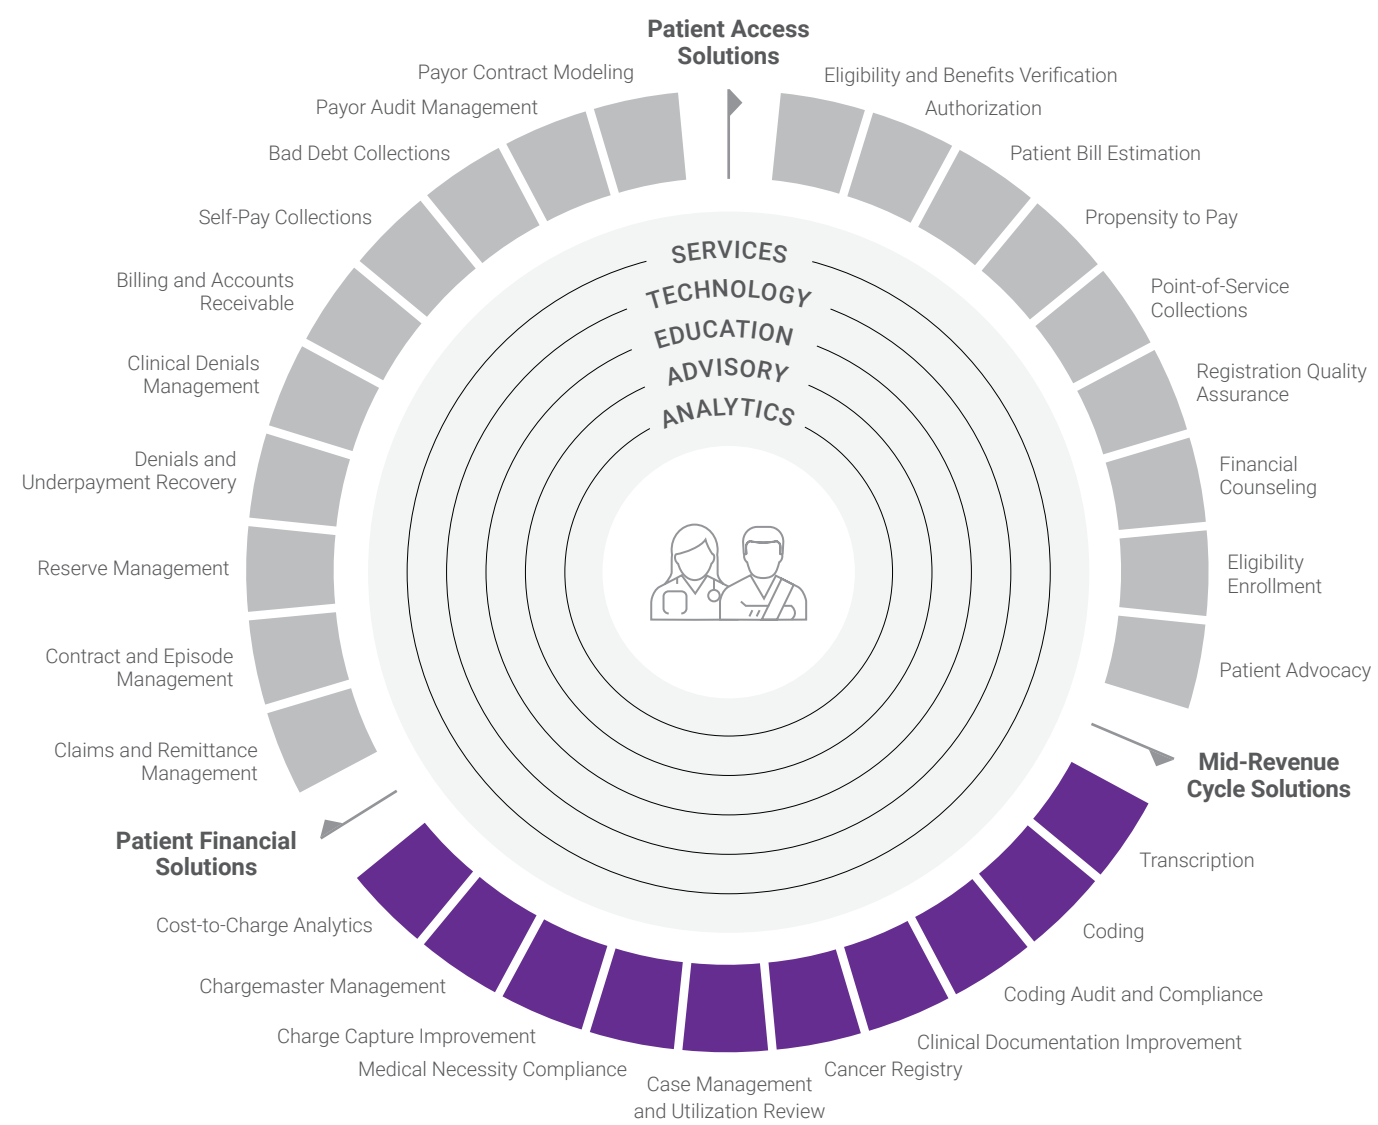 Patient Access
Solutions
Eligibility and Benefits Verification
Authorization
Patient Bill Estimation
Propensity to Pay
Point-of-Service
Collections
Registration Quality
Assurance
Financial
Counseling
Eligibility
Enrollment
Patient Advocacy
Mid-Revenue
Cycle Solutions
Transcription
Coding
Coding Audit and Compliance
Clinical Documentation Improvement
Cancer Registry
Case Management
and Utilization Review
Medical Necessity Compliance
Charge Capture Improvement
Chargemaster Management
Cost-to-Charge Analytics
Patient Financial
Solutions
Claims and Remittance
Management
Contract and Episode
Management
Reserve Management
Denials and
Underpayment Recovery
Clinical Denials
Management
Billing and Accounts
Receivable
Self-Pay Collections
Bad Debt Collections
Payor Audit Management
Payor Contract Modeling
SERVICES
TECHNOLOGY
EDUCATION
ADVISORY
ANALYTICS